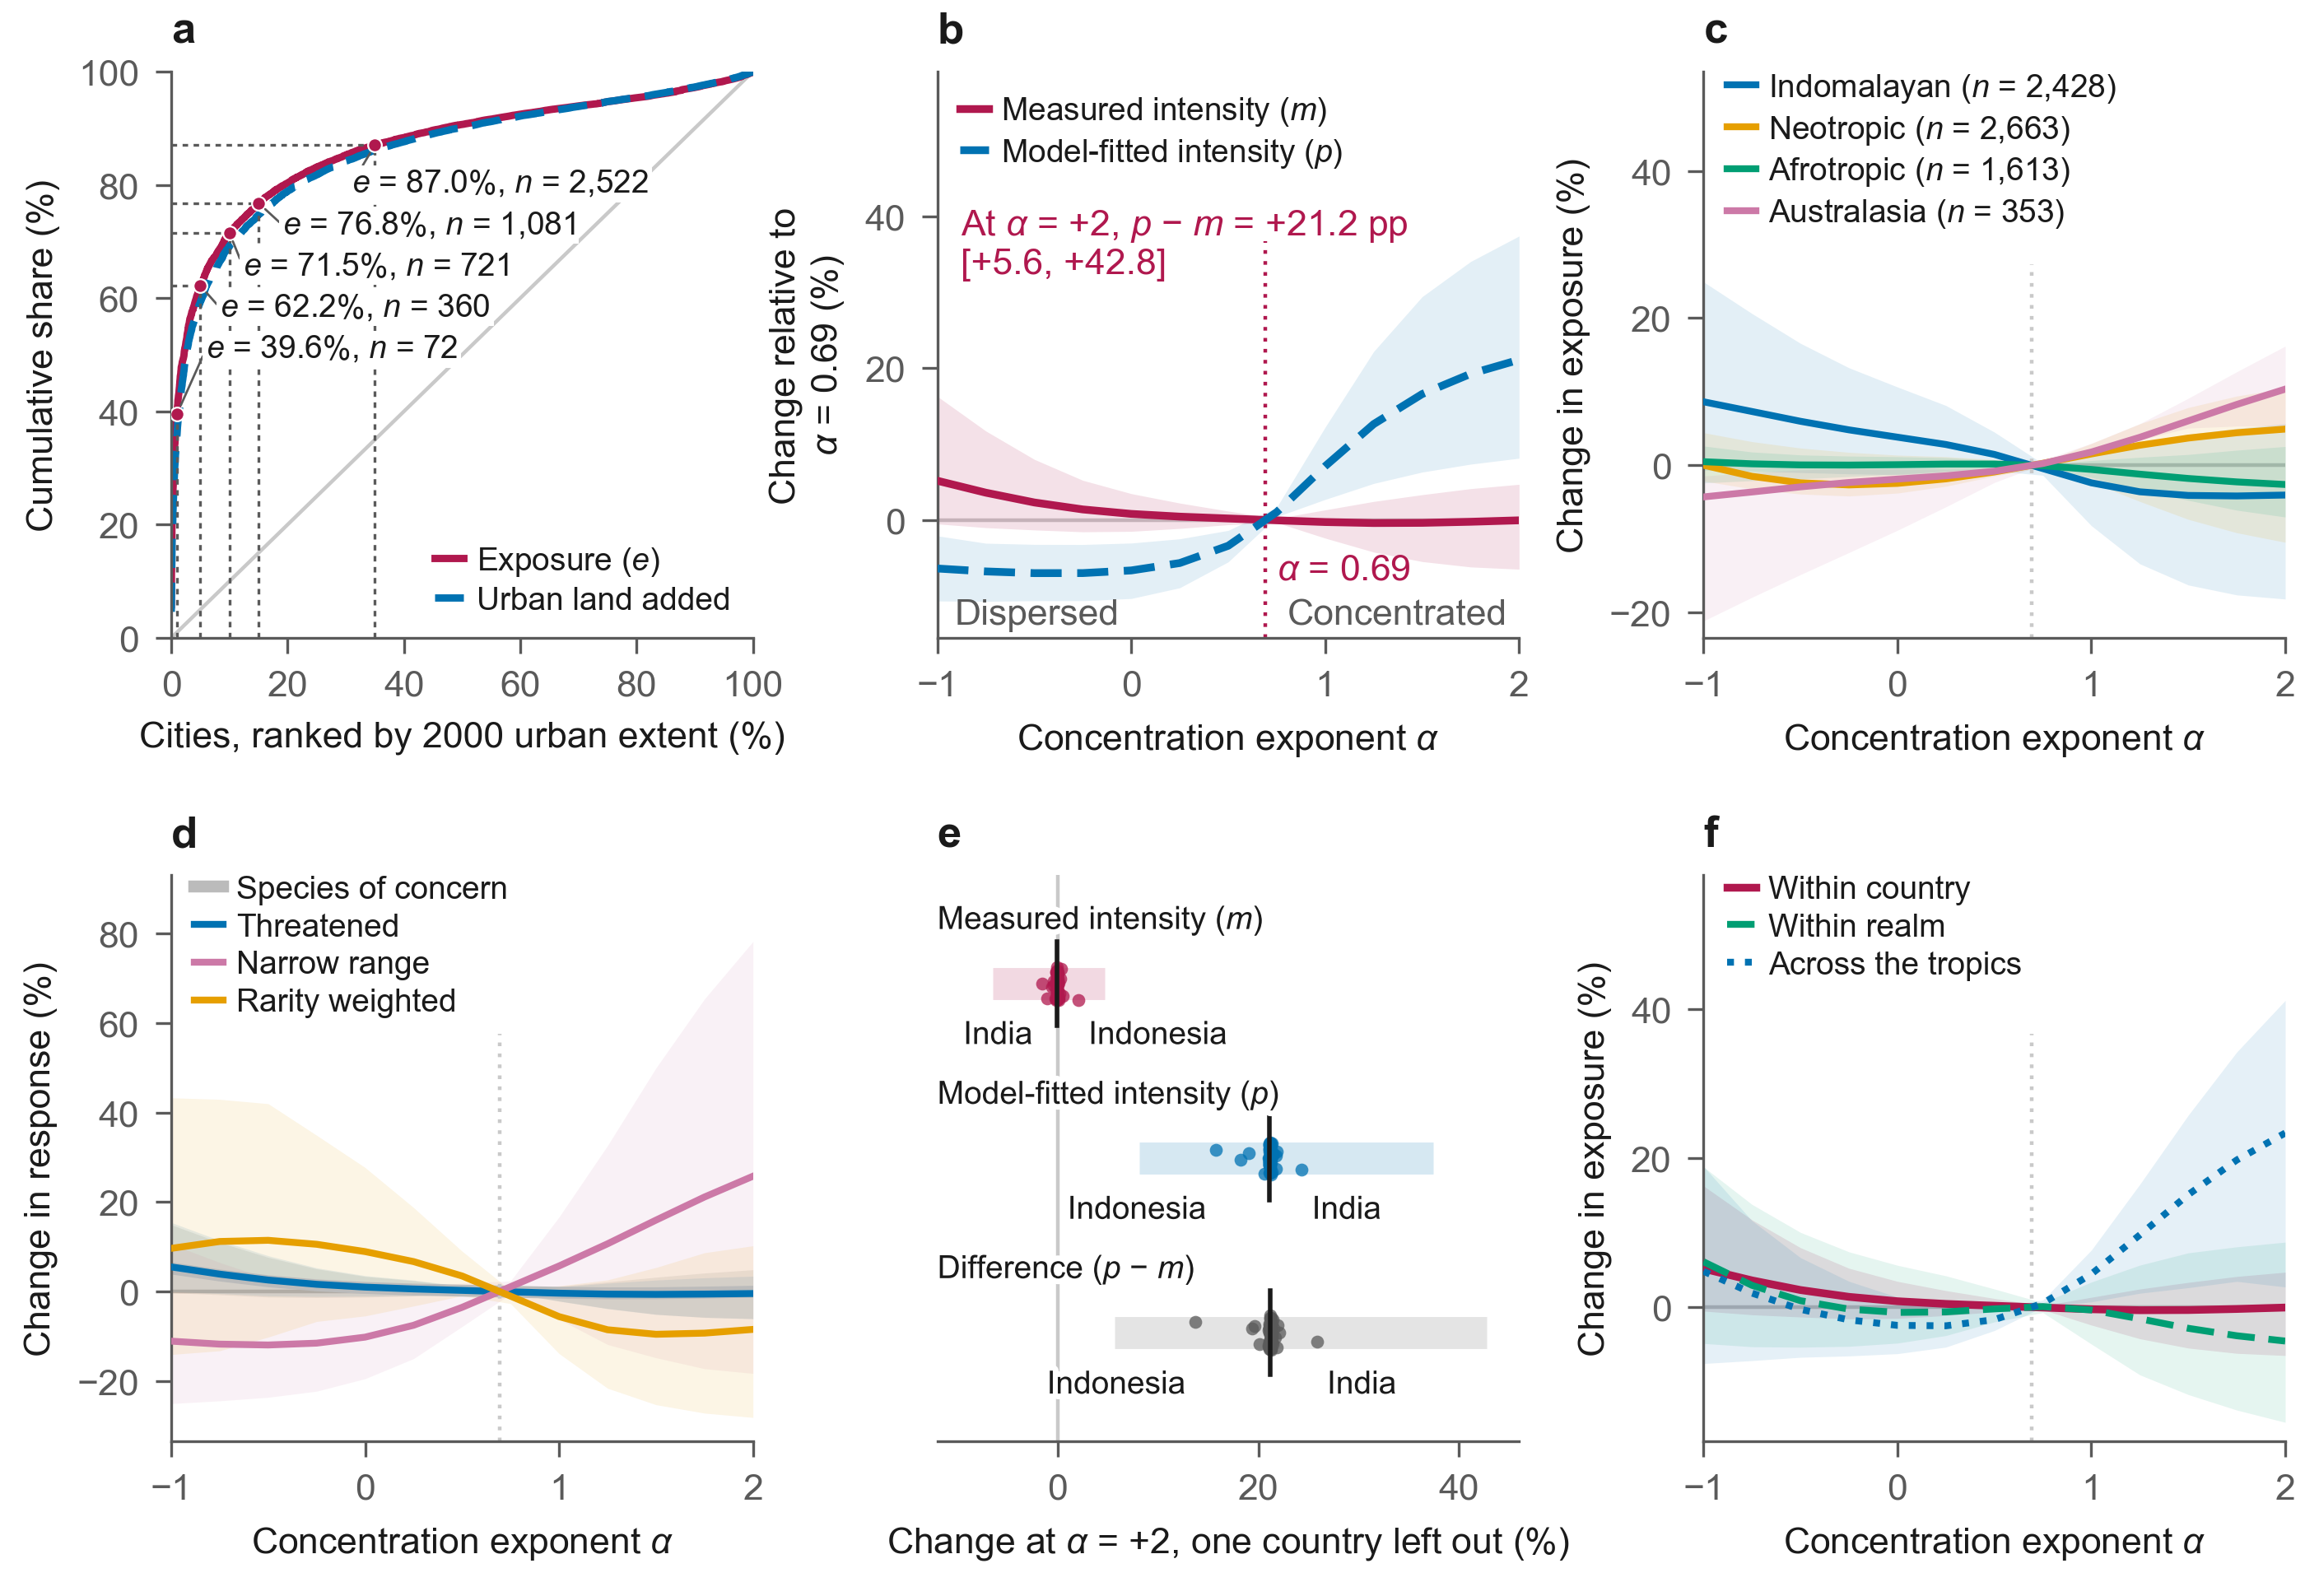 a
Cumulative share (%)
100
80
60
40
20
0
e = 87.0%, n = 2,522
e = 76.8%, n = 1,081
e = 71.5%, n = 721
e = 62.2%, n = 360
e = 39.6%, n = 72
Exposure (e)
Urban land added
0 20 40 60 80 100
Cities, ranked by 2000 urban extent (%)
b
Change relative to
α = 0.69 (%)
Measured intensity (m)
Model-fitted intensity (p)
40
20
0
At α = +2, p − m = +21.2 pp
[+5.6, +42.8]
α = 0.69
Dispersed
Concentrated
−1 0 1 2
Concentration exponent α
c
Change in exposure (%)
Indomalayan (n = 2,428)
Neotropic (n = 2,663)
Afrotropic (n = 1,613)
Australasia (n = 353)
40
20
0
−20
−1 0 1 2
Concentration exponent α
d
Change in response (%)
Species of concern
Threatened
Narrow range
Rarity weighted
80
60
40
20
0
−20
−1 0 1 2
Concentration exponent α
e
Measured intensity (m)
India
Indonesia
Model-fitted intensity (p)
Indonesia
India
Difference (p − m)
Indonesia
India
0 20 40
Change at α = +2, one country left out (%)
f
Change in exposure (%)
Within country
Within realm
Across the tropics
40
20
0
−1 0 1 2
Concentration exponent α